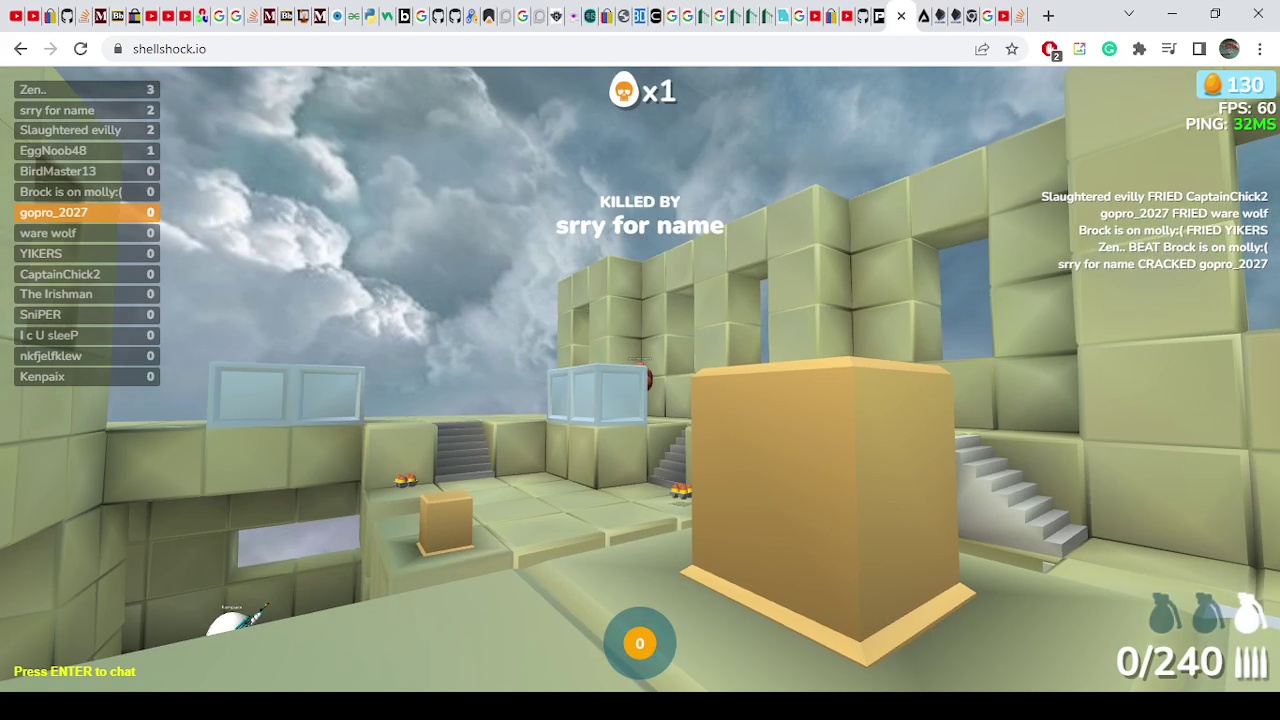 shellshock.io
2
Zen.. 3
srry for name 2
Slaughtered evilly 2
EggNoob48 1
BirdMaster13 0
Brock is on molly:( 0
gopro_2027 0
ware wolf 0
YIKERS 0
CaptainChick2 0
The Irishman 0
SniPER 0
I c U sleeP 0
nkfjelfklew 0
Kenpaix 0
x1
130
FPS: 60
PING: 32MS
KILLED BY
srry for name
Slaughtered evilly FRIED CaptainChick2
gopro_2027 FRIED ware wolf
Brock is on molly:( FRIED YIKERS
Zen.. BEAT Brock is on molly:(
srry for name CRACKED gopro_2027
Kenpaix
0
0/240
Press ENTER to chat